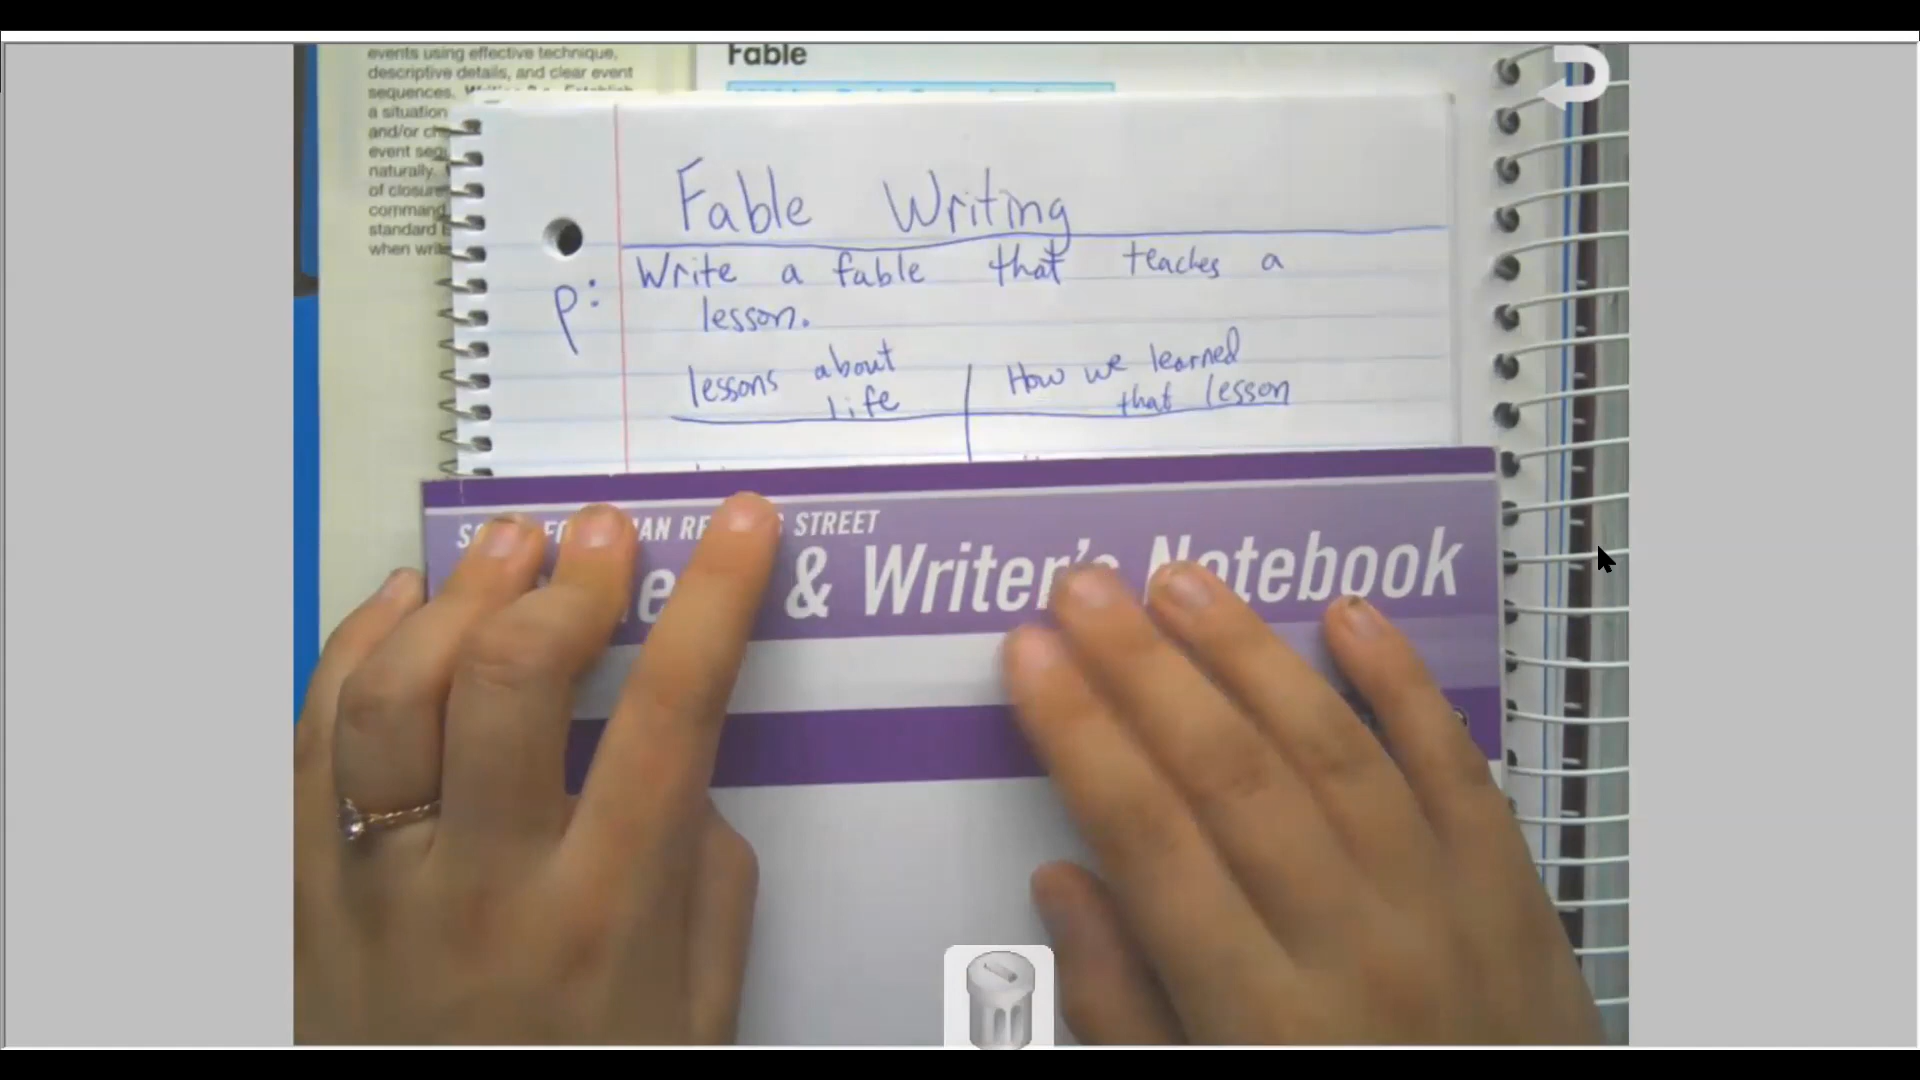 events using effective technique,
descriptive details, and clear event
sequences.
a situation
and/or
event
naturally.
of closure
command
standard
when
Fable
Fable Writing
p: Write a fable that teaches a
lesson.
lessons about
life
How we learned
that lesson
STREET
& Writer's Notebook